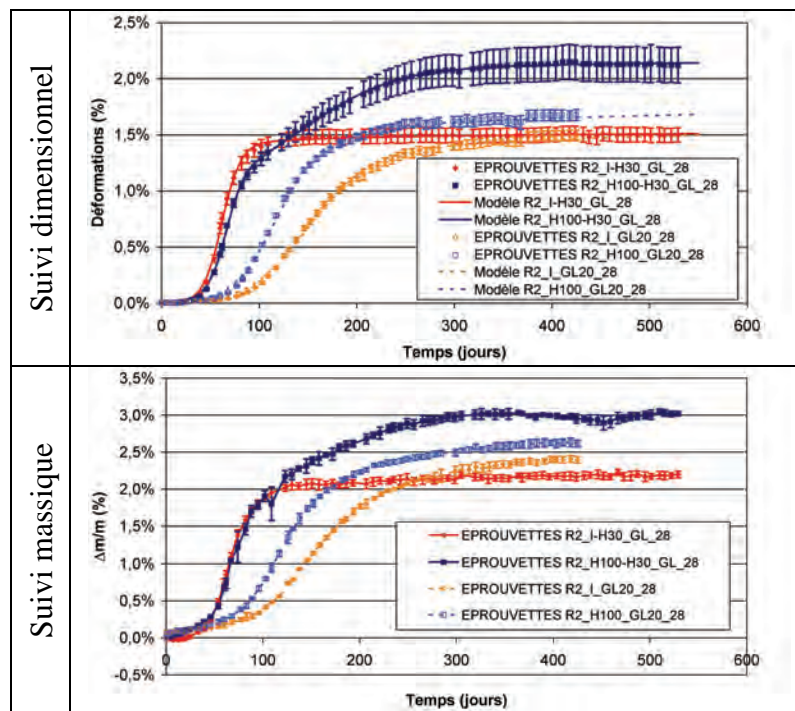 Suivi dimensionnel
Déformations (%)
2,5%
2,0%
1,5%
1,0%
0,5%
0,0%
0 100 200 300 400 500 600
Temps (jours)
EPROUVETTES R2_I-H30_GL_28
EPROUVETTES R2_H100-H30_GL_28
Modèle R2_I-H30_GL_28
Modèle R2_H100-H30_GL_28
EPROUVETTES R2_I_GL20_28
EPROUVETTES R2_H100_GL20_28
Modèle R2_I_GL20_28
Modèle R2_H100_GL20_28
Suivi massique
Δm/m (%)
3,5%
3,0%
2,5%
2,0%
1,5%
1,0%
0,5%
0,0%
-0,5%
0 100 200 300 400 500 600
Temps (jours)
EPROUVETTES R2_I-H30_GL_28
EPROUVETTES R2_H100-H30_GL_28
EPROUVETTES R2_I_GL20_28
EPROUVETTES R2_H100_GL20_28